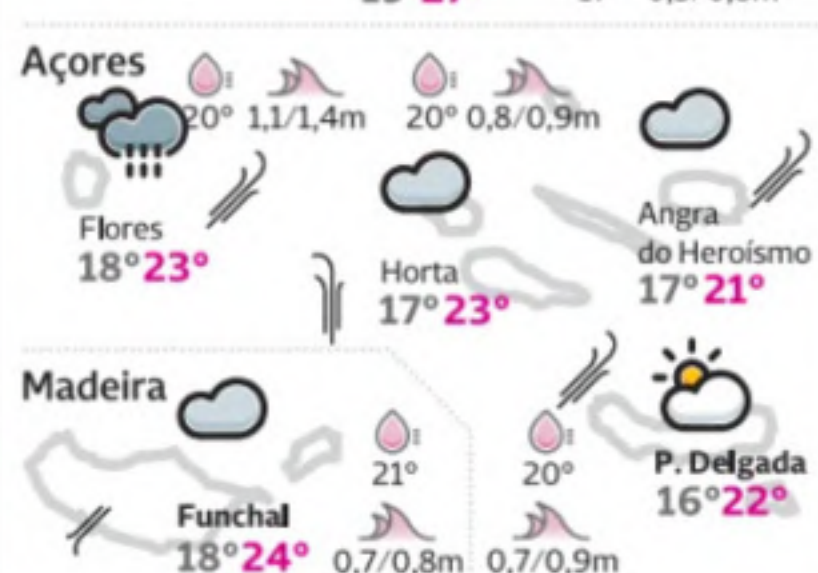 Açores
20° 1,1/1,4m
20° 0,8/0,9m
Flores
18° 23°
Horta
17° 23°
Angra
do Heroísmo
17° 21°
Madeira
Funchal
18° 24°
21°
0,7/0,8m
20°
0,7/0,9m
P. Delgada
16° 22°